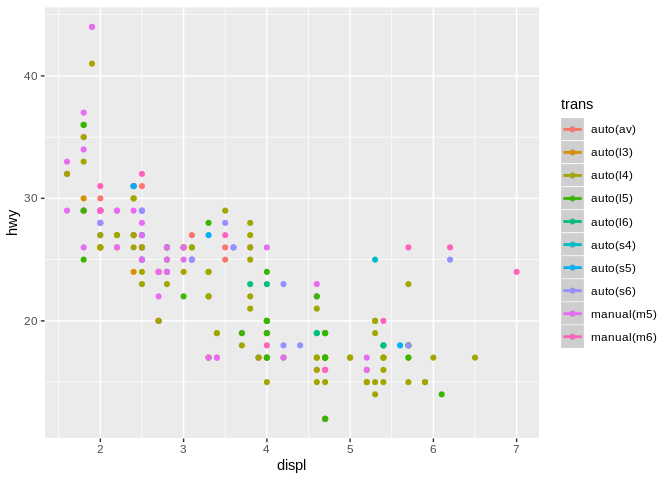 40
30
20
hwy
2
3
4
5
6
7
displ
trans
auto(av)
auto(l3)
auto(l4)
auto(l5)
auto(l6)
auto(s4)
auto(s5)
auto(s6)
manual(m5)
manual(m6)